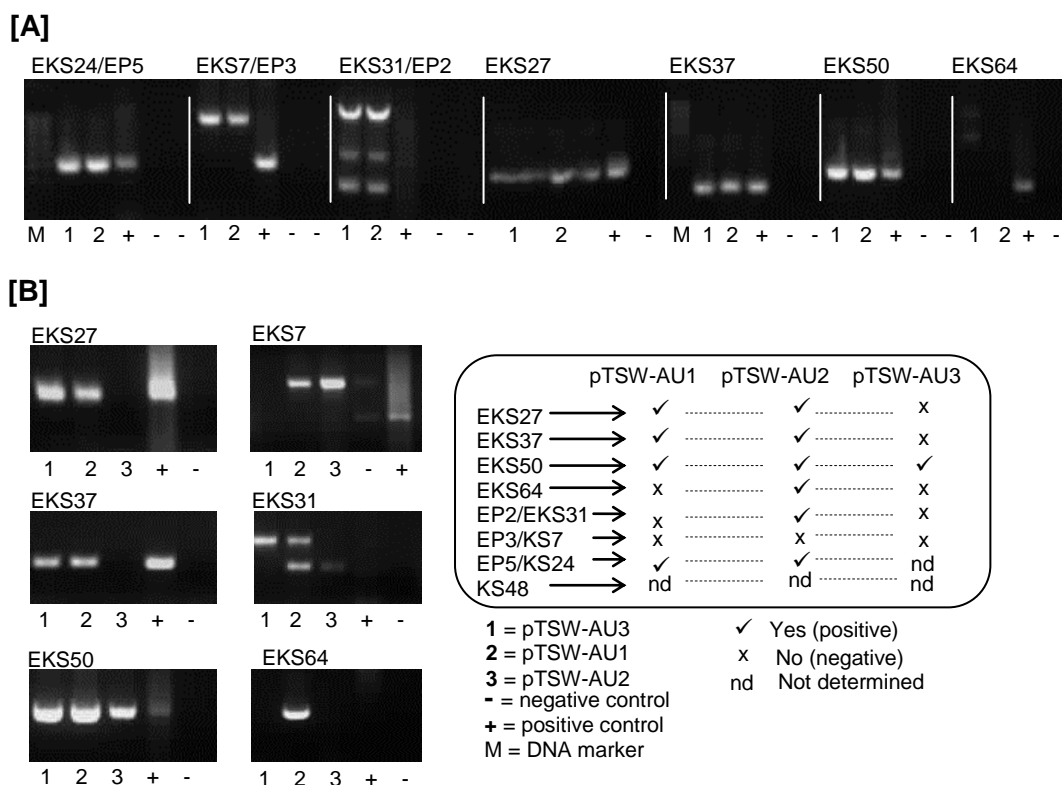 [A]
EKS24/EP5 EKS7/EP3 EKS31/EP2 EKS27 EKS37 EKS50 EKS64
M 1 2 + - - 1 2 + - - 1 2 + - - 1 2 + - M 1 2 + - - 1 2 + - - 1 2 + -
[B]
EKS27
1 2 3 + -
EKS7
1 2 3 - +
EKS37
1 2 3 + -
EKS31
1 2 3 + -
EKS50
1 2 3 + -
EKS64
1 2 3 + -
pTSW-AU1 pTSW-AU2 pTSW-AU3
EKS27 ✓ ✓ x
EKS37 ✓ ✓ x
EKS50 ✓ ✓ ✓
EKS64 x ✓ x
EP2/EKS31 x ✓ x
EP3/KS7 x x x
EP5/KS24 ✓ ✓ nd
KS48 nd nd nd
1 = pTSW-AU3
2 = pTSW-AU1
3 = pTSW-AU2
- = negative control
+ = positive control
M = DNA marker
✓ Yes (positive)
x No (negative)
nd Not determined